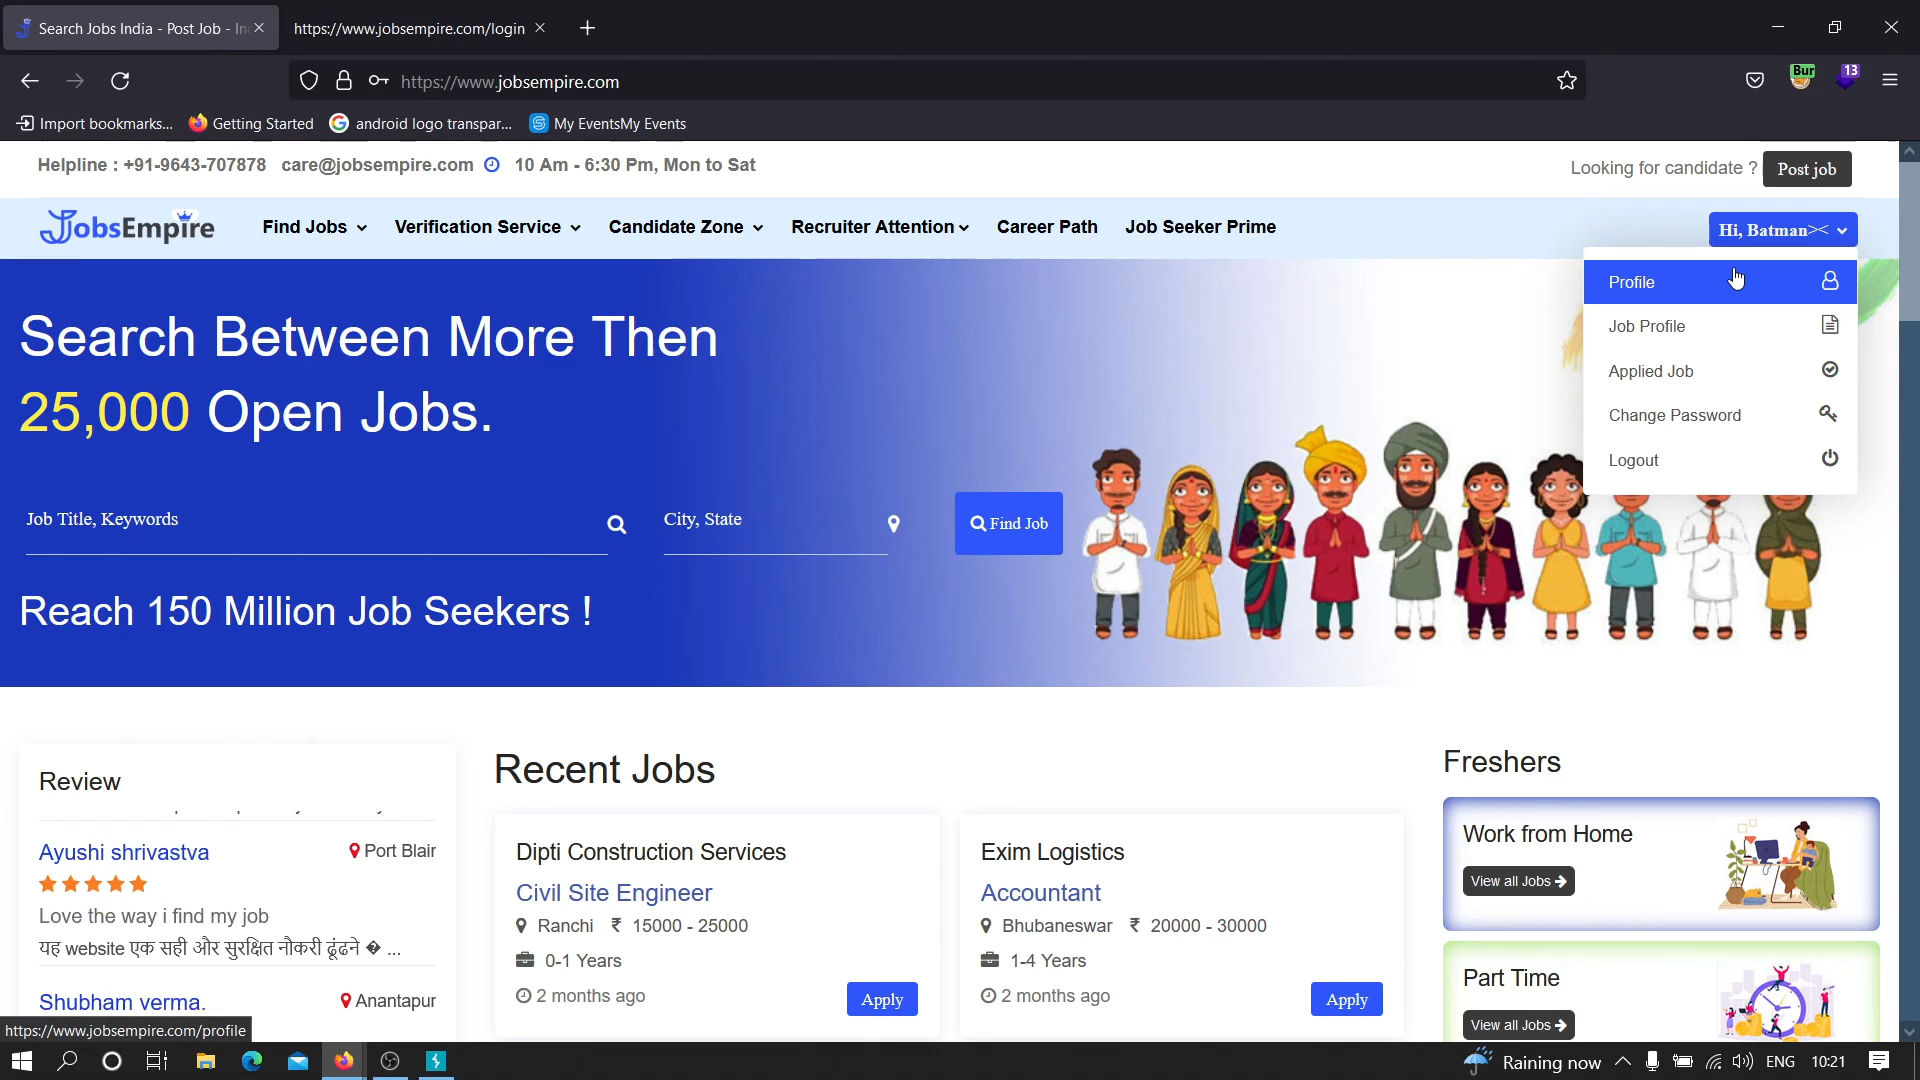 Search Jobs India - Post Job - In
https://www.jobsempire.com/login
https://www.jobsempire.com
Bur
13
Import bookmarks...
Getting Started
android logo transpar...
My EventsMy Events
Helpline : +91-9643-707878 care@jobsempire.com 10 Am - 6:30 Pm, Mon to Sat
Looking for candidate ? Post job
JobsEmpire
Find Jobs
Verification Service
Candidate Zone
Recruiter Attention
Career Path
Job Seeker Prime
Hi, Batman><
Profile
Job Profile
Applied Job
Change Password
Logout
Search Between More Then
25,000 Open Jobs.
Job Title, Keywords
City, State
Find Job
Reach 150 Million Job Seekers !
Review
Ayushi shrivastva
Port Blair
Love the way i find my job
यह website एक सही और सुरक्षित नौकरी ढूंढने � ...
Shubham verma.
Anantapur
Recent Jobs
Dipti Construction Services
Civil Site Engineer
Ranchi ₹ 15000 - 25000
0-1 Years
2 months ago
Apply
Exim Logistics
Accountant
Bhubaneswar ₹ 20000 - 30000
1-4 Years
2 months ago
Apply
Freshers
Work from Home
View all Jobs
Part Time
View all Jobs
https://www.jobsempire.com/profile
Raining now
ENG
10:21